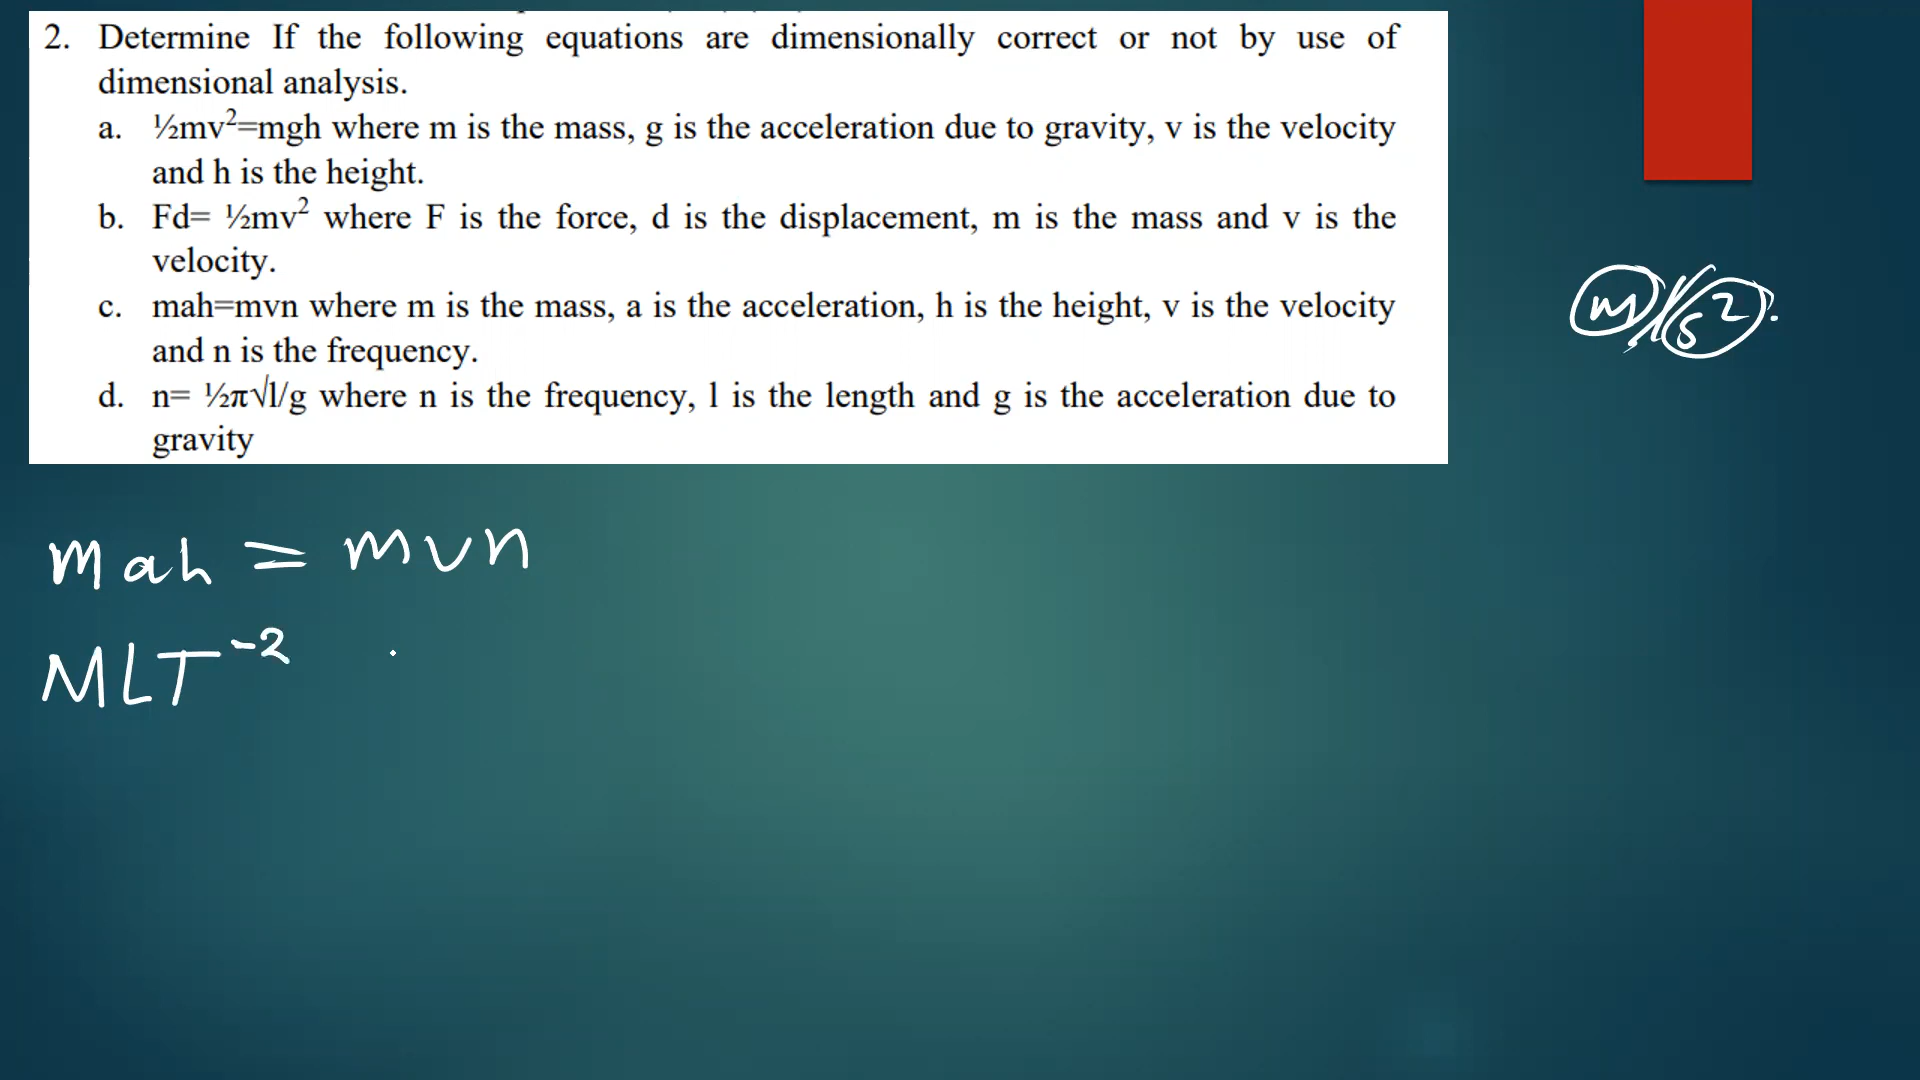 2. Determine If the following equations are dimensionally correct or not by use of
dimensional analysis.
a. ½mv²=mgh where m is the mass, g is the acceleration due to gravity, v is the velocity
and h is the height.
b. Fd= ½mv² where F is the force, d is the displacement, m is the mass and v is the
velocity.
c. mah=mvn where m is the mass, a is the acceleration, h is the height, v is the velocity
and n is the frequency.
d. n= ½π√l/g where n is the frequency, l is the length and g is the acceleration due to
gravity
m/s²
mah = mvn
MLT⁻²